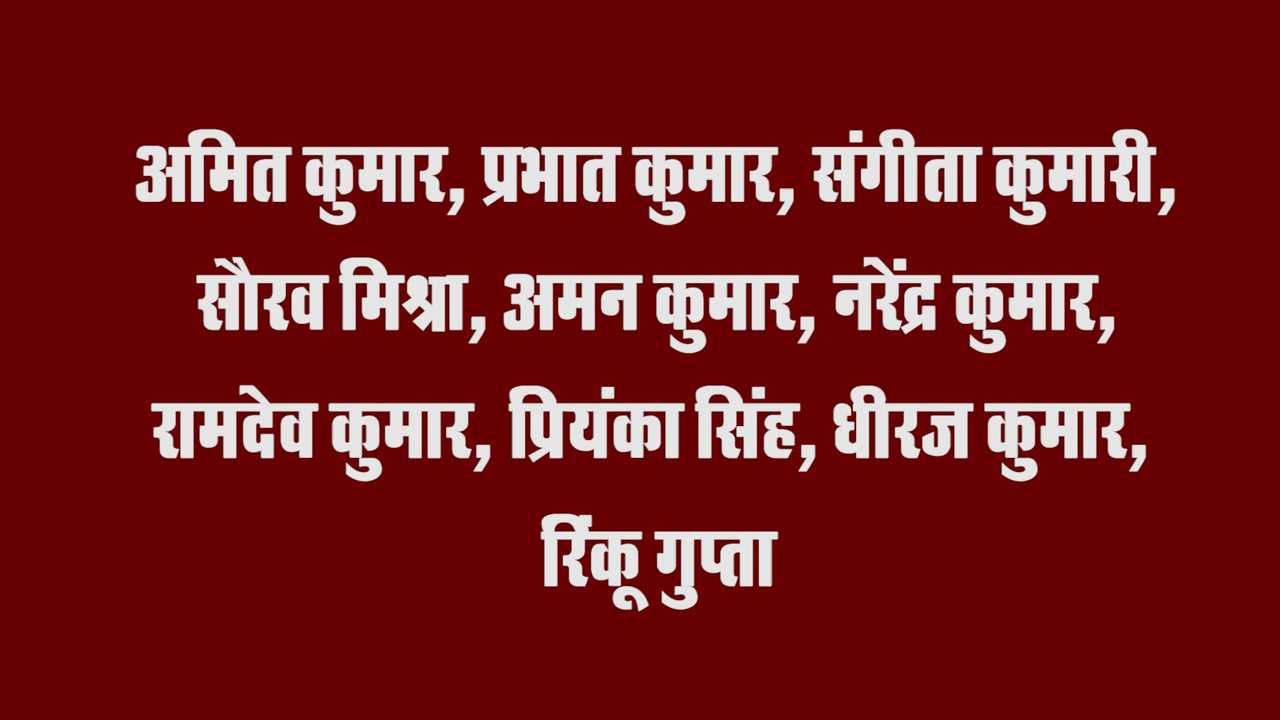 अमित कुमार, प्रभात कुमार, संगीता कुमारी,
सौरव मिश्रा, अमन कुमार, नरेंद्र कुमार,
रामदेव कुमार, प्रियंका सिंह, धीरज कुमार,
रिंकू गुप्ता